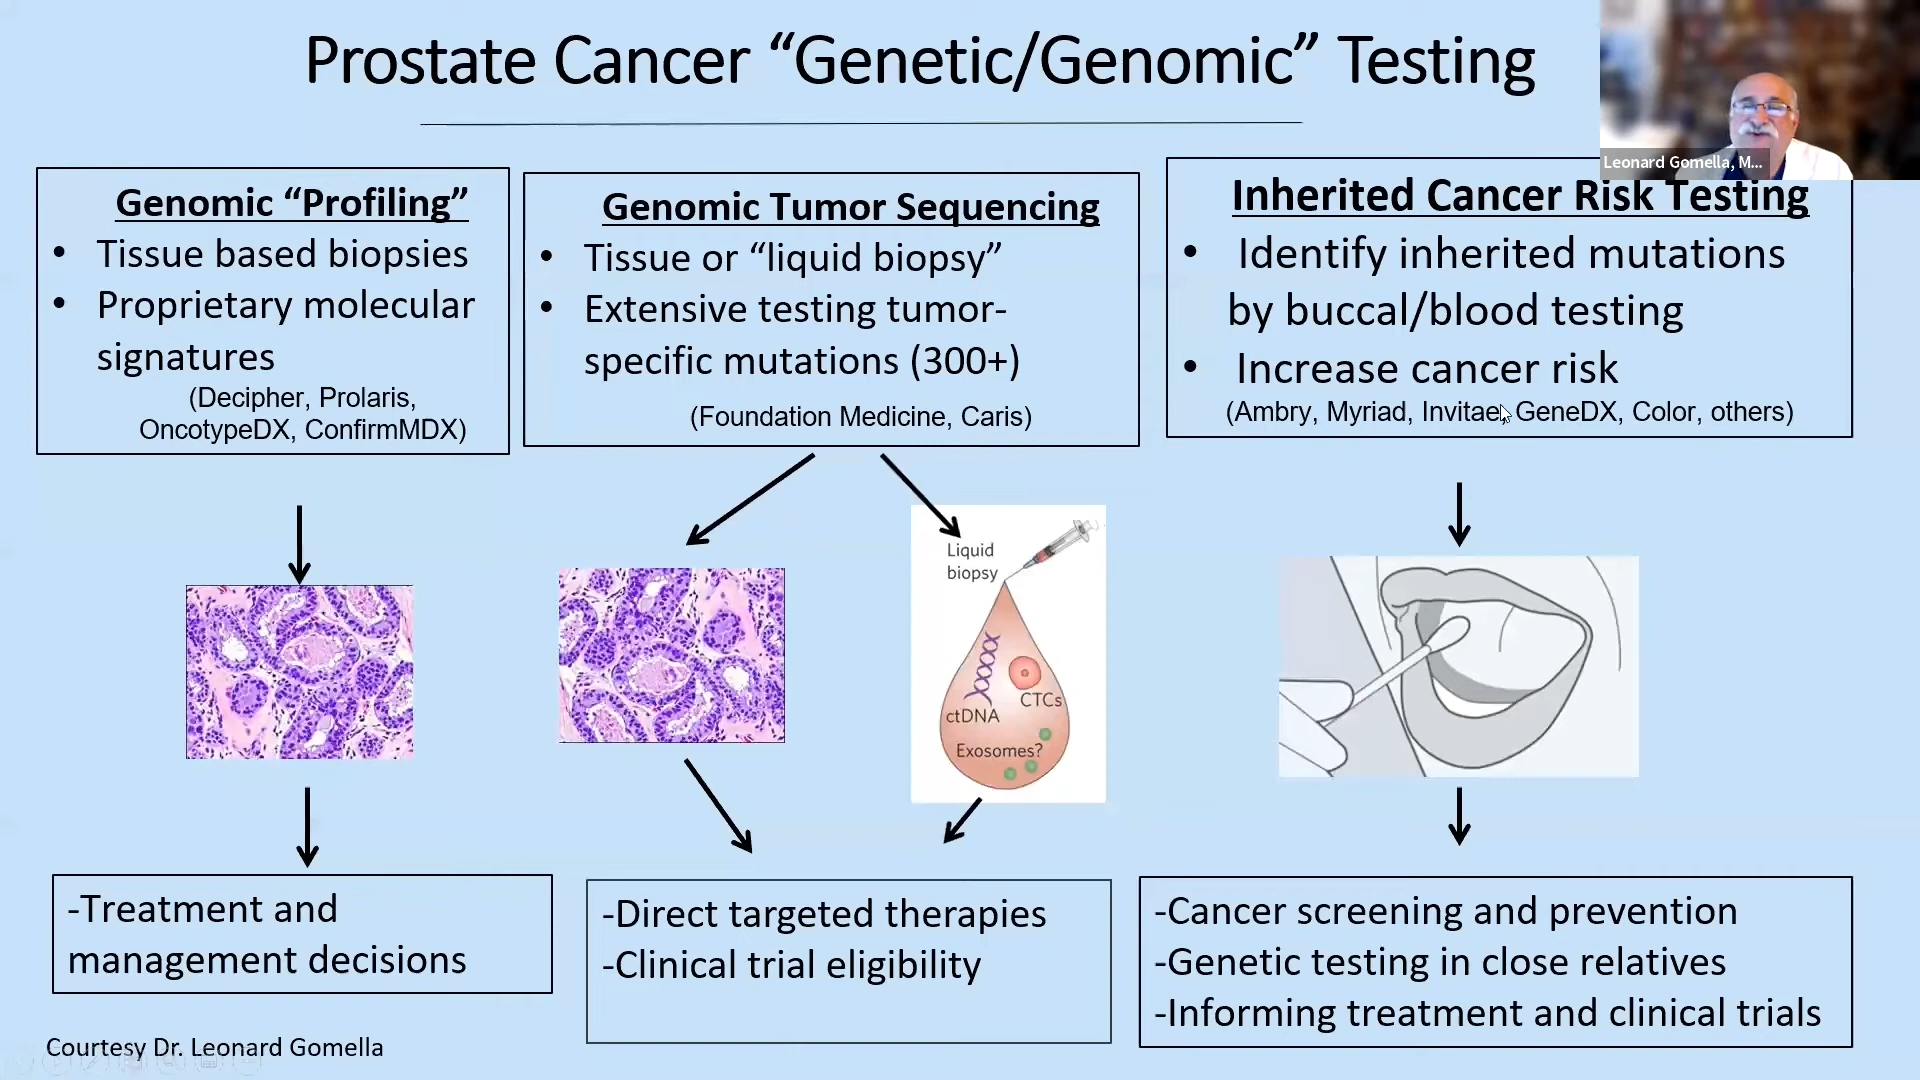 Prostate Cancer “Genetic/Genomic” Testing
Leonard Gomella, M...
Genomic “Profiling”
• Tissue based biopsies
• Proprietary molecular
signatures
(Decipher, Prolaris,
OncotypeDX, ConfirmMDX)
Genomic Tumor Sequencing
• Tissue or “liquid biopsy”
• Extensive testing tumor-
specific mutations (300+)
(Foundation Medicine, Caris)
Inherited Cancer Risk Testing
• Identify inherited mutations
by buccal/blood testing
• Increase cancer risk
(Ambry, Myriad, Invitae, GeneDX, Color, others)
Liquid
biopsy
CTCs
ctDNA
Exosomes?
-Treatment and
management decisions
-Direct targeted therapies
-Clinical trial eligibility
-Cancer screening and prevention
-Genetic testing in close relatives
-Informing treatment and clinical trials
Courtesy Dr. Leonard Gomella